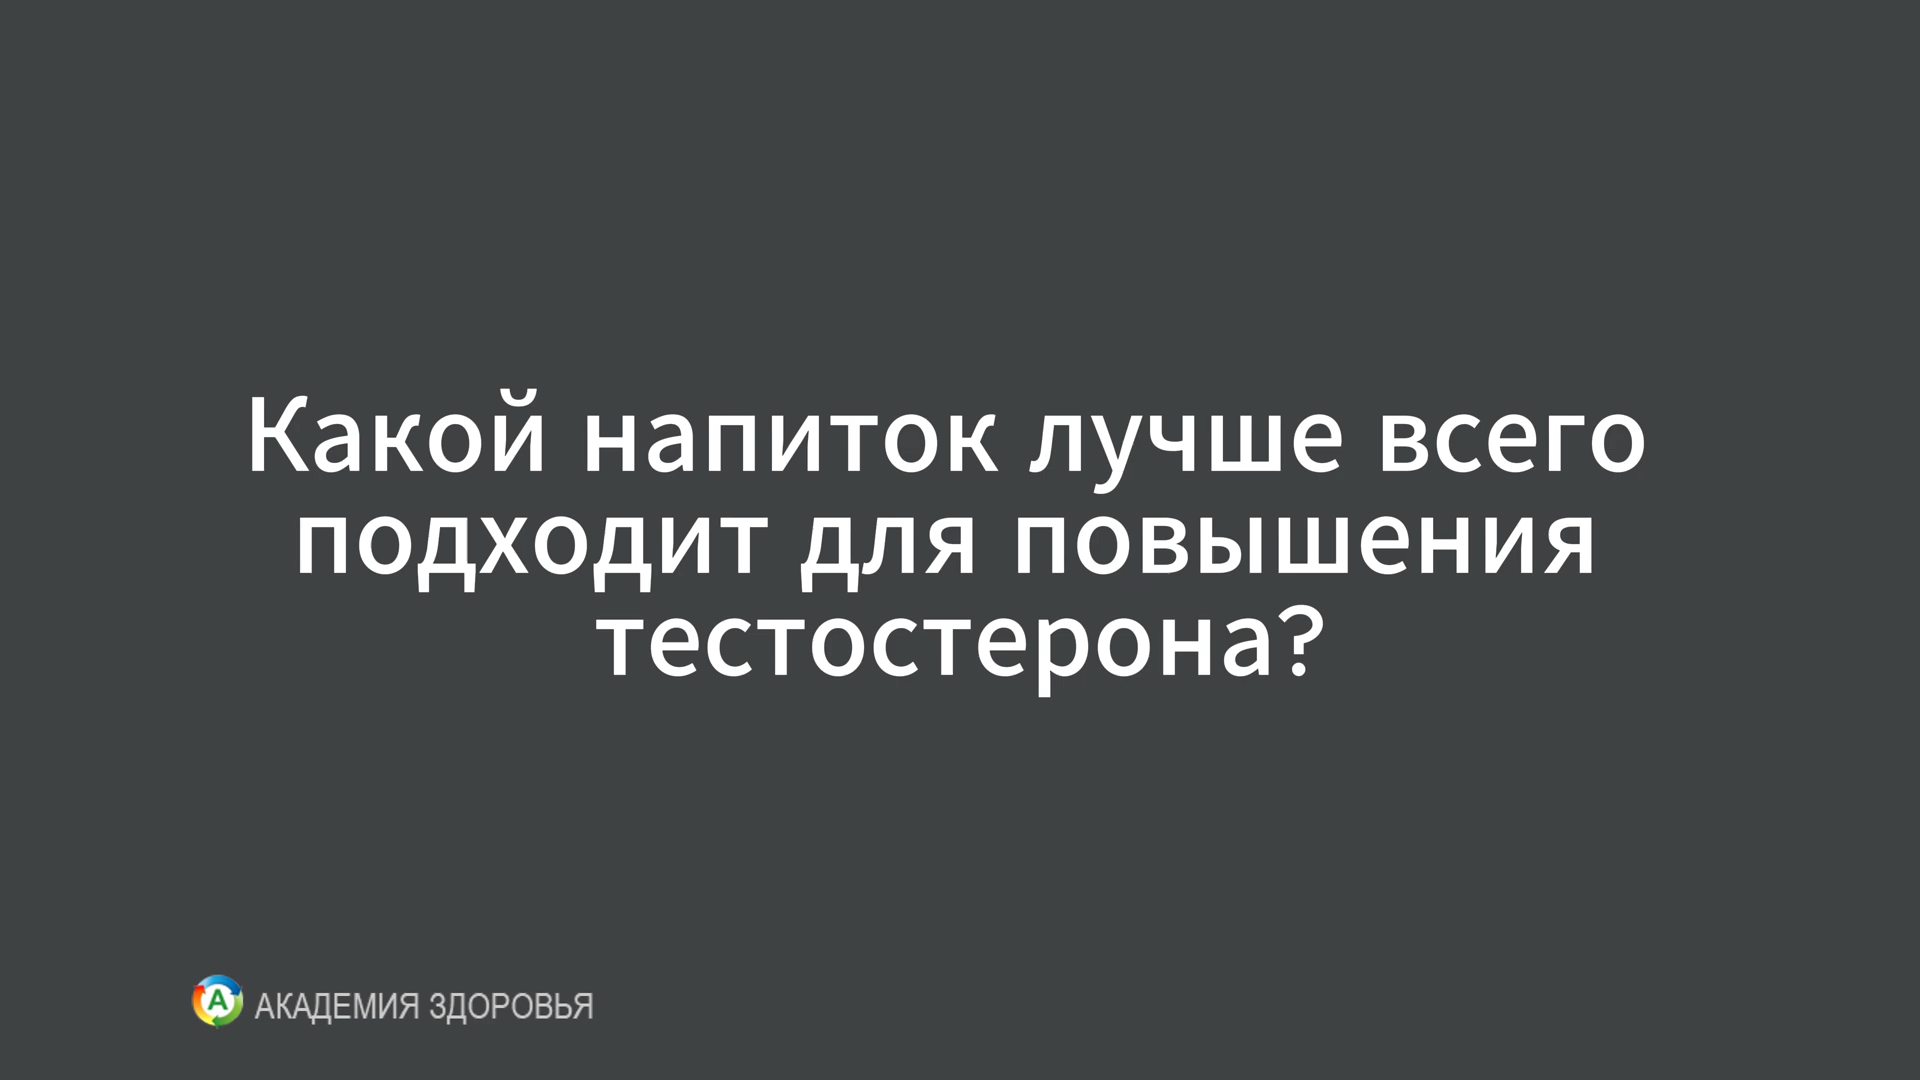 Какой напиток лучше всего
подходит для повышения
тестостерона?
А
АКАДЕМИЯ ЗДОРОВЬЯ